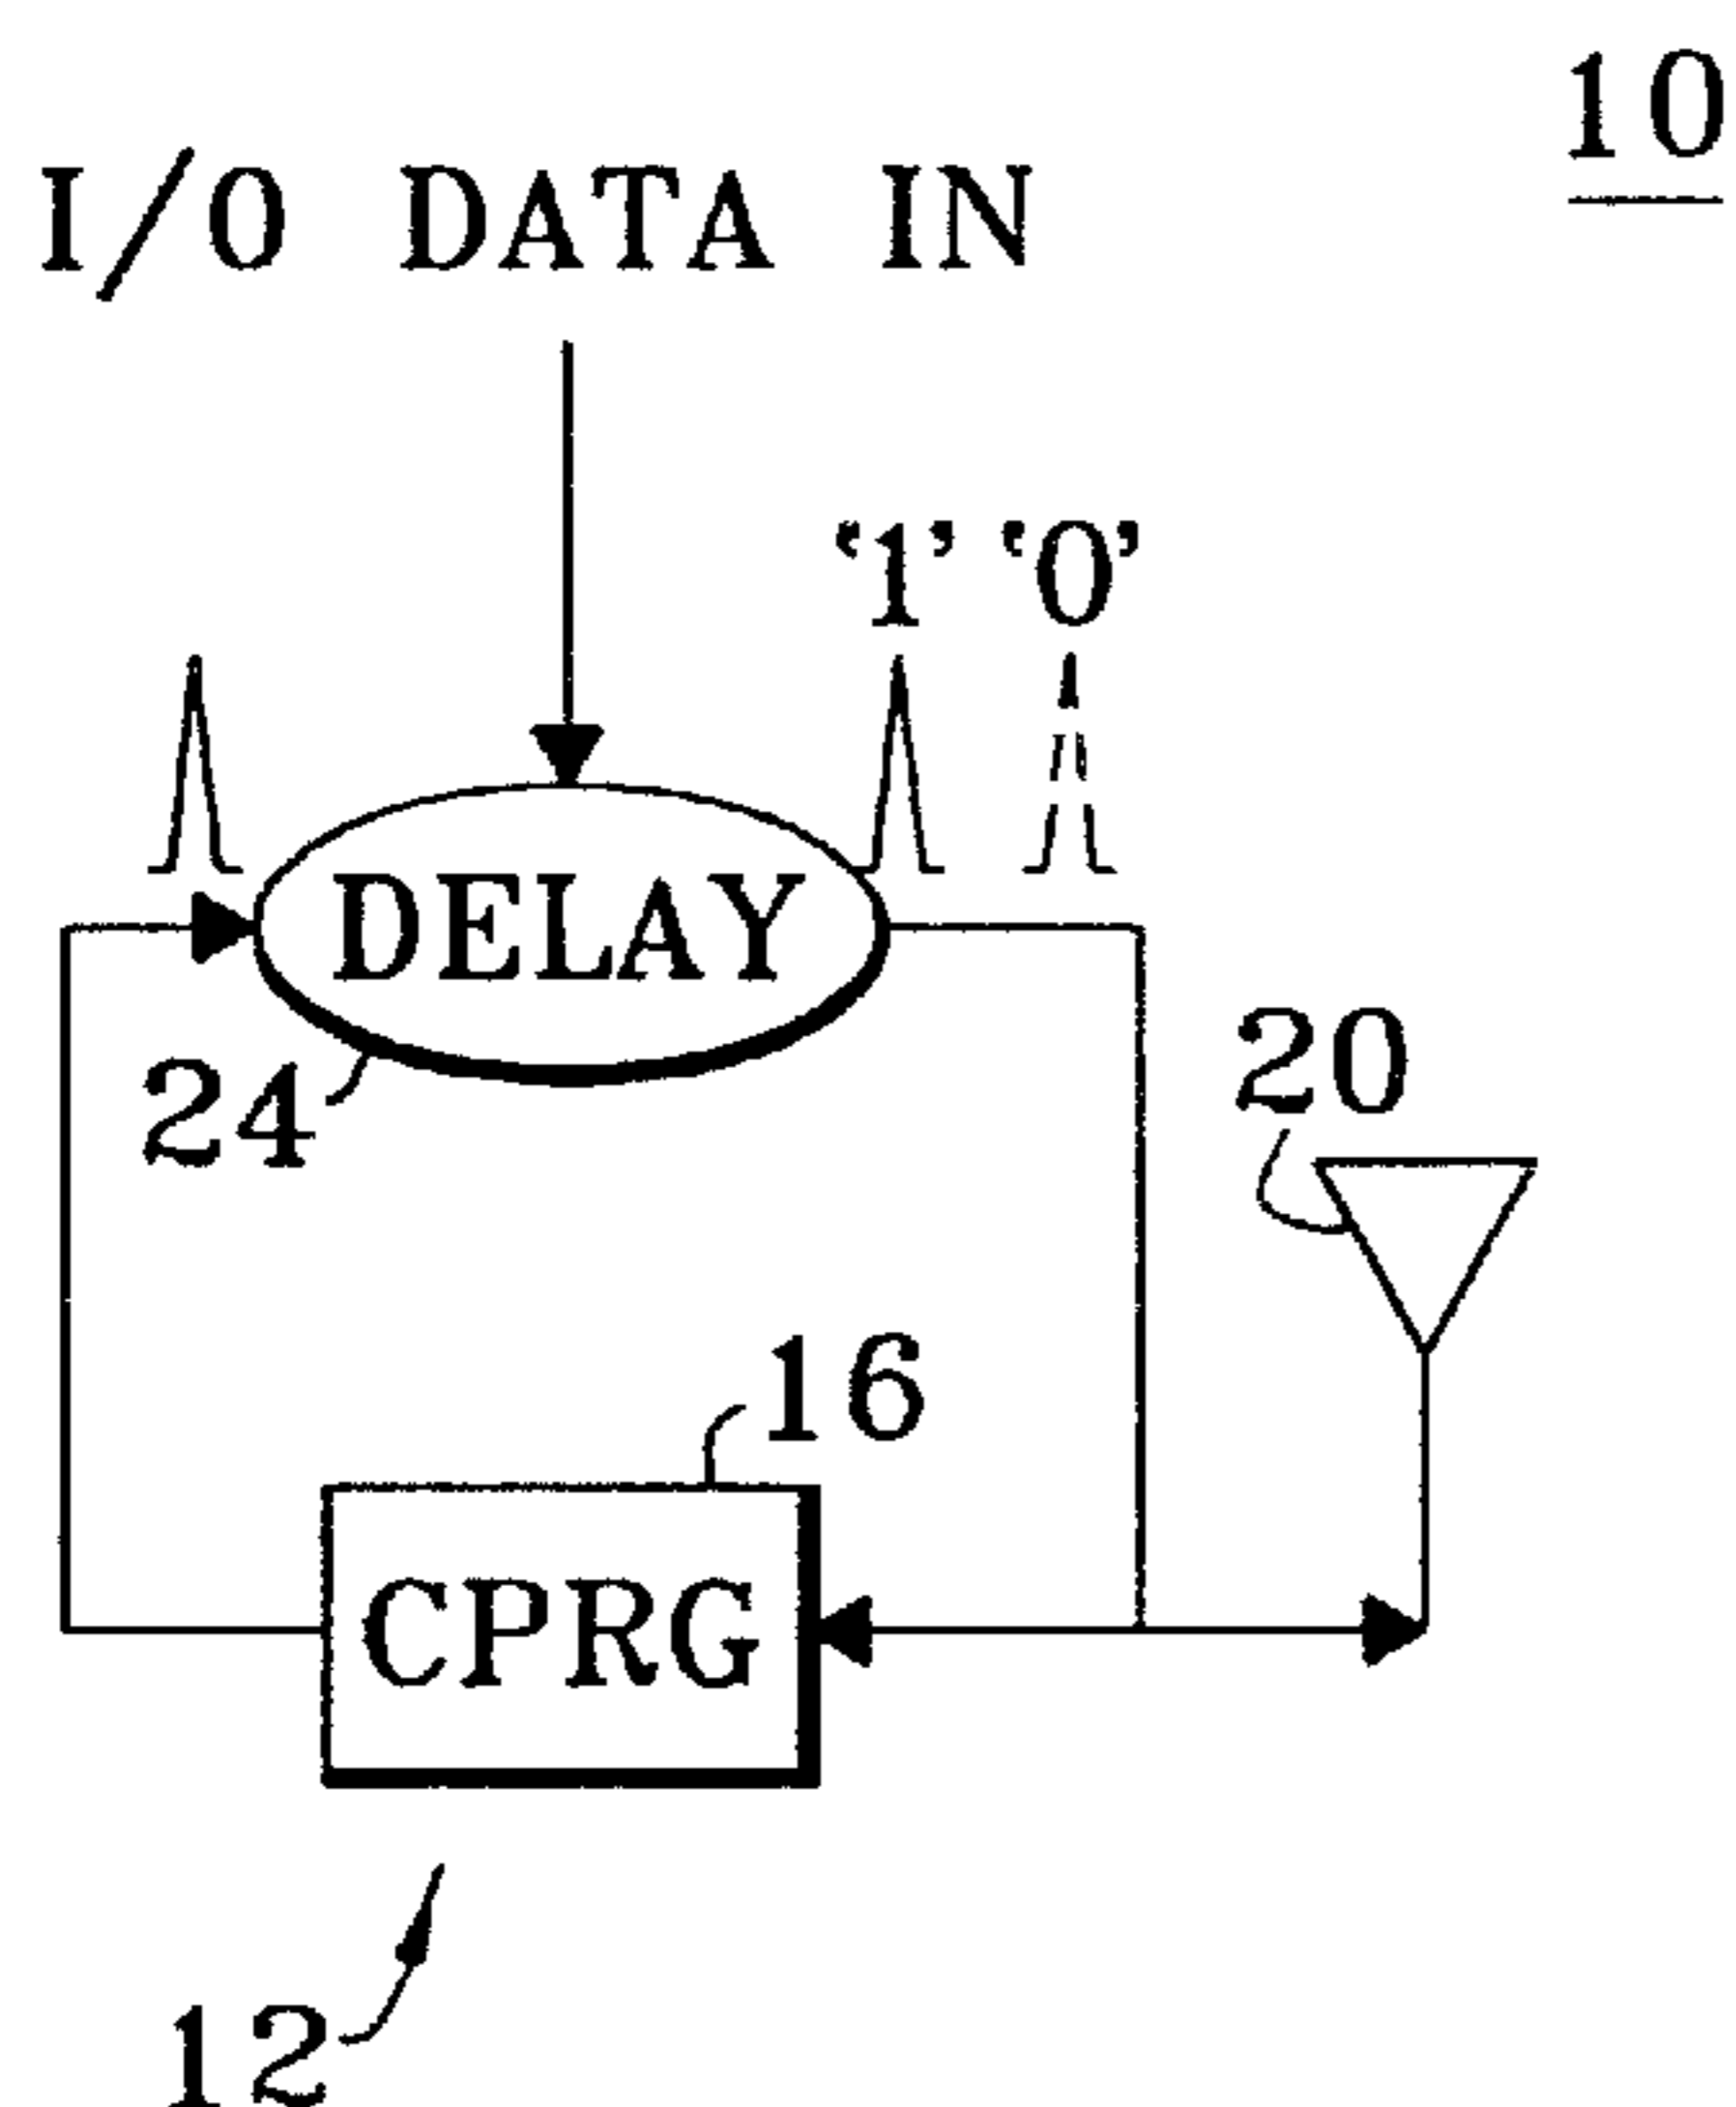 10
I/O DATA IN
‘1’ ‘0’
DELAY
24
20
16
CPRG
12